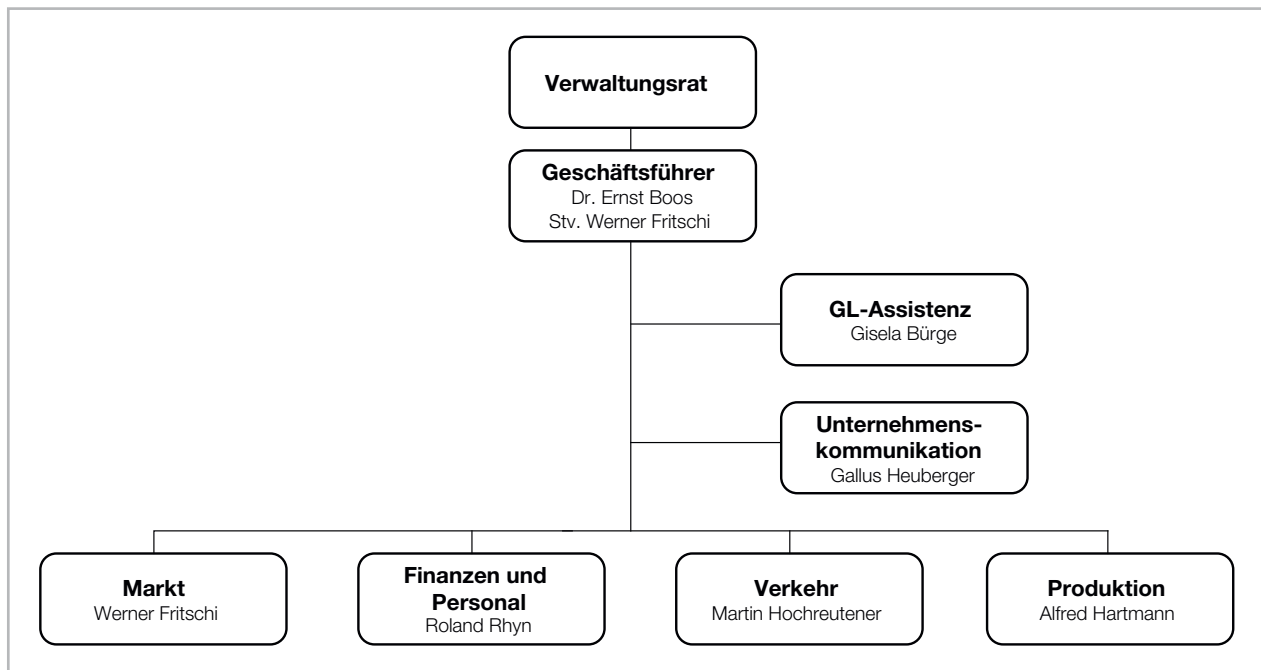 Verwaltungsrat
Geschäftsführer
Dr. Ernst Boos
Stv. Werner Fritschi
GL-Assistenz
Gisela Bürge
Unternehmens-
kommunikation
Gallus Heuberger
Markt
Werner Fritschi
Finanzen und
Personal
Roland Rhyn
Verkehr
Martin Hochreutener
Produktion
Alfred Hartmann